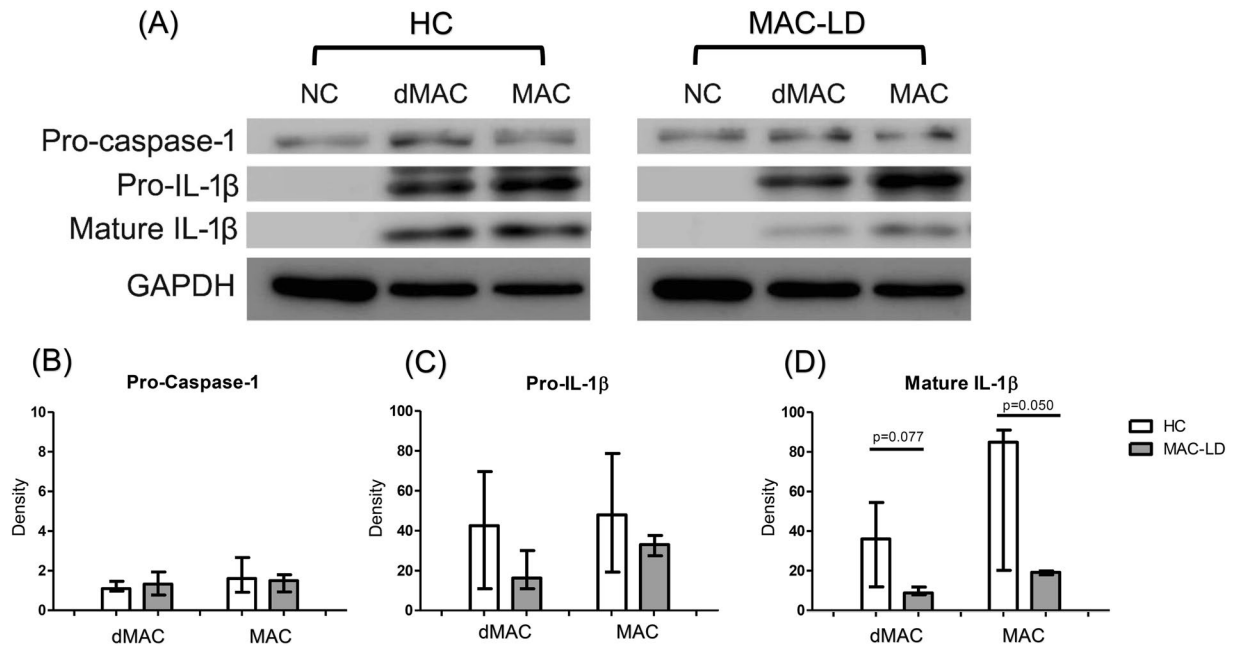 (A)
HC
MAC-LD
NC dMAC MAC
NC dMAC MAC
Pro-caspase-1
Pro-IL-1β
Mature IL-1β
GAPDH
(B)
Pro-Caspase-1
Density
10
8
6
4
2
0
dMAC MAC
(C)
Pro-IL-1β
Density
100
80
60
40
20
0
dMAC MAC
(D)
Mature IL-1β
p=0.077
p=0.050
Density
100
80
60
40
20
0
dMAC MAC
HC
MAC-LD